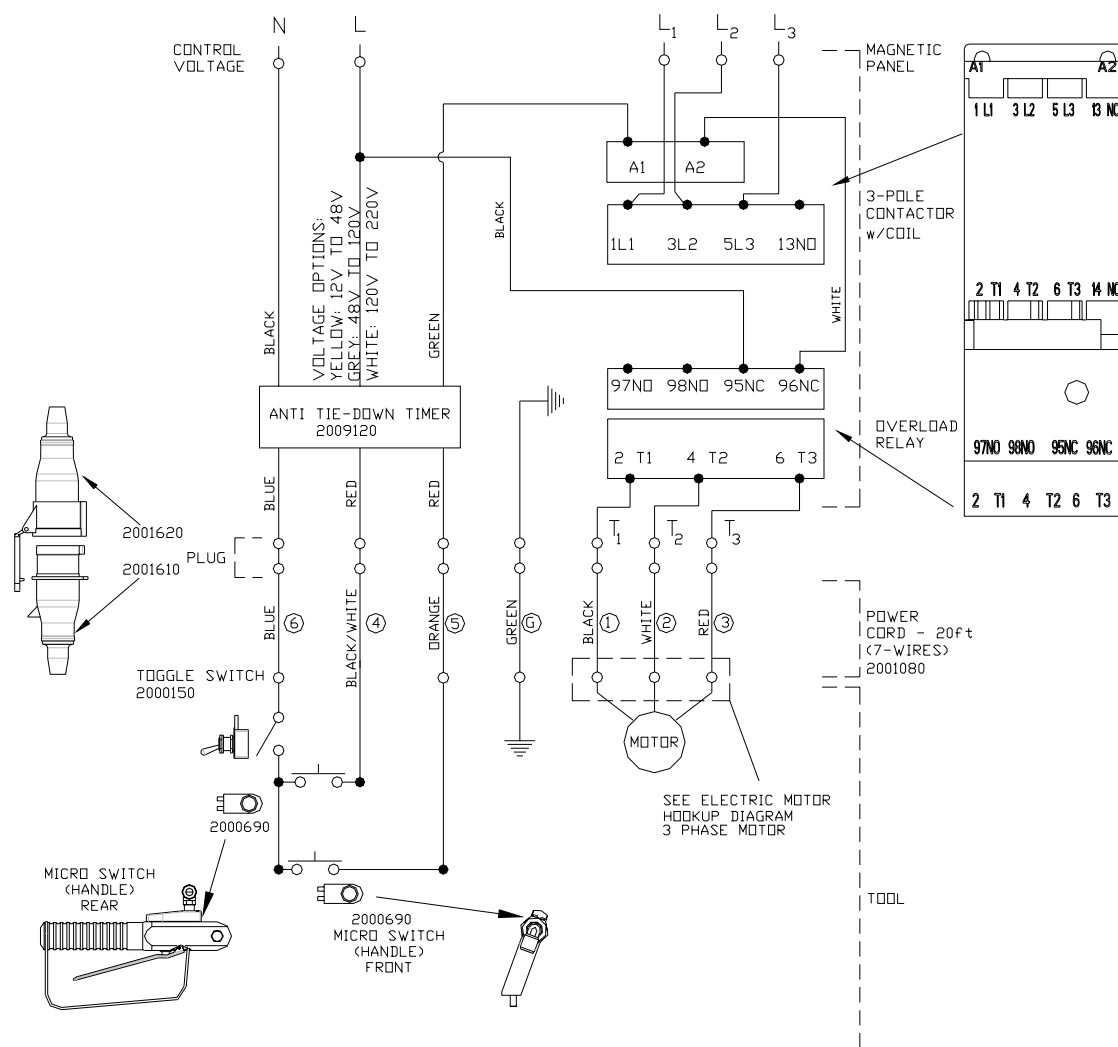 N
L
L1
L2
L3
CONTROL
VOLTAGE
MAGNETIC
PANEL
A1
A2
1 L1
3 L2
5 L3
13 NO
A1
A2
3-POLE
CONTACTOR
W/COIL
1L1
3L2
5L3
13NO
BLACK
VOLTAGE OPTIONS:
YELLOW: 12V TO 48V
GREY: 48V TO 120V
WHITE: 120V TO 220V
BLACK
GREEN
WHITE
2 T1
4 T2
6 T3
14 NO
97NO
98NO
95NC
96NC
ANTI TIE-DOWN TIMER
2009120
OVERLOAD
RELAY
97NO
98NO
95NC
96NC
2 T1
4 T2
6 T3
2 T1
4 T2
6 T3
BLUE
RED
RED
2001620
PLUG
2001610
T1
T2
T3
BLUE
6
BLACK/WHITE
4
ORANGE
5
GREEN
G
BLACK
1
WHITE
2
RED
3
POWER
CORD - 20ft
(7-WIRES)
2001080
TOGGLE SWITCH
2000150
MOTOR
SEE ELECTRIC MOTOR
HOOKUP DIAGRAM
3 PHASE MOTOR
2000690
MICRO SWITCH
(HANDLE)
REAR
2000690
MICRO SWITCH
(HANDLE)
FRONT
TOOL